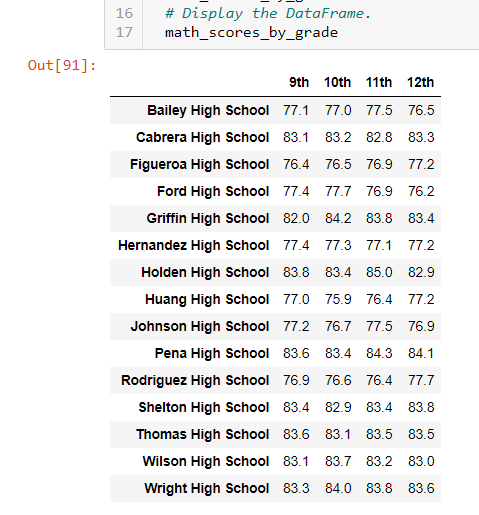 16 # Display the DataFrame.
17 math_scores_by_grade
Out[91]:
9th 10th 11th 12th
Bailey High School 77.1 77.0 77.5 76.5
Cabrera High School 83.1 83.2 82.8 83.3
Figueroa High School 76.4 76.5 76.9 77.2
Ford High School 77.4 77.7 76.9 76.2
Griffin High School 82.0 84.2 83.8 83.4
Hernandez High School 77.4 77.3 77.1 77.2
Holden High School 83.8 83.4 85.0 82.9
Huang High School 77.0 75.9 76.4 77.2
Johnson High School 77.2 76.7 77.5 76.9
Pena High School 83.6 83.4 84.3 84.1
Rodriguez High School 76.9 76.6 76.4 77.7
Shelton High School 83.4 82.9 83.4 83.8
Thomas High School 83.6 83.1 83.5 83.5
Wilson High School 83.1 83.7 83.2 83.0
Wright High School 83.3 84.0 83.8 83.6